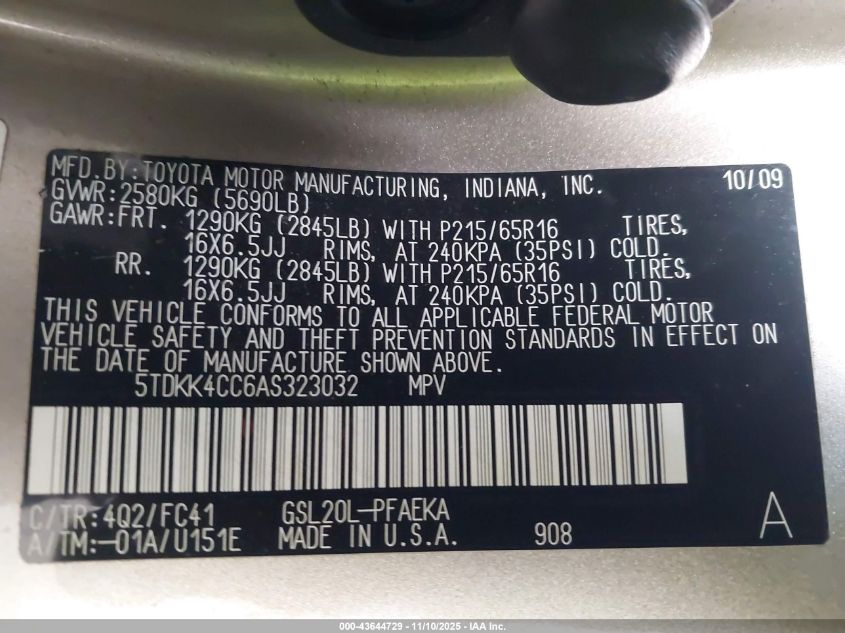 MFD. BY: TOYOTA MOTOR MANUFACTURING, INDIANA, INC. 10/09
GVWR: 2580KG (5690LB)
GAWR: FRT. 1290KG (2845LB) WITH P215/65R16 TIRES,
16X6.5JJ RIMS, AT 240KPA (35PSI) COLD.
RR. 1290KG (2845LB) WITH P215/65R16 TIRES,
16X6.5JJ RIMS, AT 240KPA (35PSI) COLD.
THIS VEHICLE CONFORMS TO ALL APPLICABLE FEDERAL MOTOR
VEHICLE SAFETY AND THEFT PREVENTION STANDARDS IN EFFECT ON
THE DATE OF MANUFACTURE SHOWN ABOVE.
5TDKK4CC6AS323032 MPV
C/TR: 4Q2/FC41 GSL20L-PFAEKA A
A/TM: -01A/U151E MADE IN U.S.A. 908
000-43644729 — 11/10/2025 — IAA Inc.